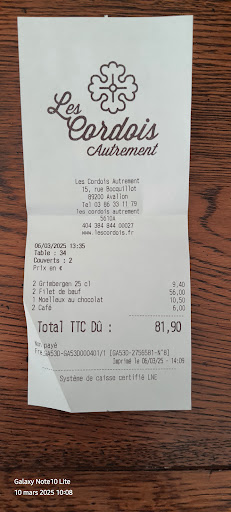 Les
Cordois
Autrement
Les Cordois Autrement
15, rue Bocquillot
89200 Avallon
Tel 03 86 33 11 79
les cordois autrement
5610A
404 384 844 00027
www.lescordois.fr
06/03/2025 13:35
Table : 34
Couverts : 2
Prix en €
2 Grimbergen 25 cl 9,40
2 Filet de bœuf 56,00
1 Moelleux au chocolat 10,50
2 Café 6,00
Total TTC Dû : 81,90
Non payé
Imprimé le 06/03/25 - 14:09
Système de caisse certifié LNE
Galaxy Note10 Lite
10 mars 2025 10:08